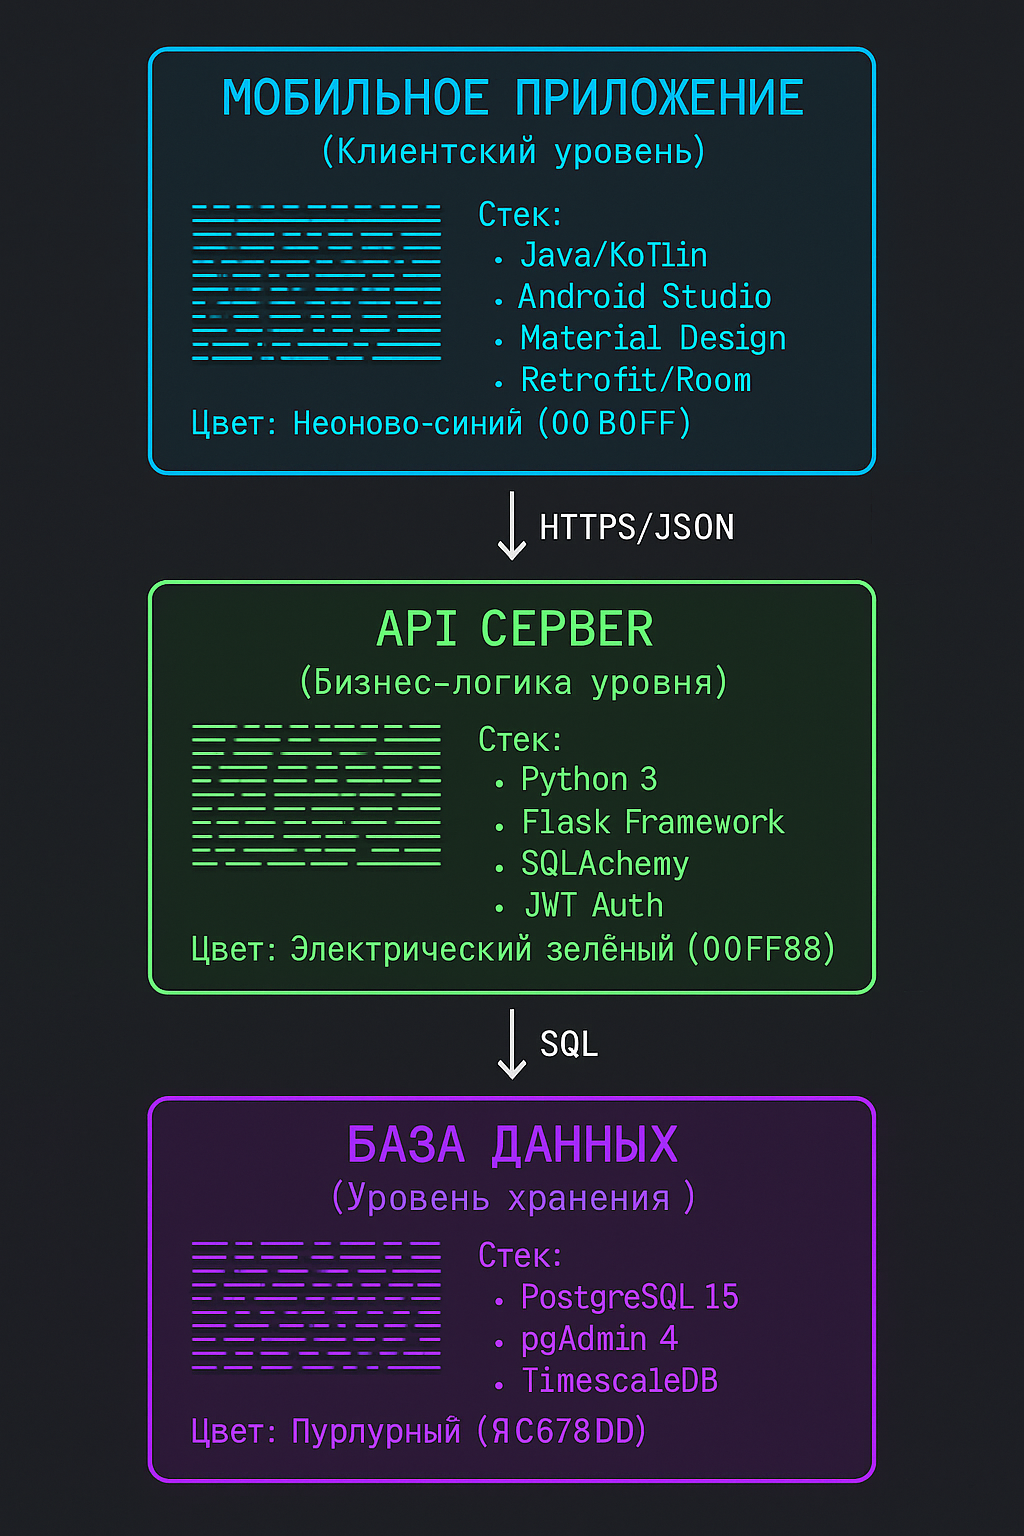 МОБИЛЬНОЕ ПРИЛОЖЕНИЕ
(Клиентский уровень)
Стек:
• Java/KoTlin
• Android Studio
• Material Design
• Retrofit/Room
Цвет: Неоново-синий (00B0FF)
HTTPS/JSON
API СЕРВЕR
(Бизнес-логика уровня)
Стек:
• Python 3
• Flask Framework
• SQLAchemy
• JWT Auth
Цвет: Электрический зелёный (00FF88)
SQL
БАЗА ДАННЫХ
(Уровень хранения )
Стек:
• PostgreSQL 15
• pgAdmin 4
• TimescaleDB
Цвет: Пурлурный (ЯC678DD)